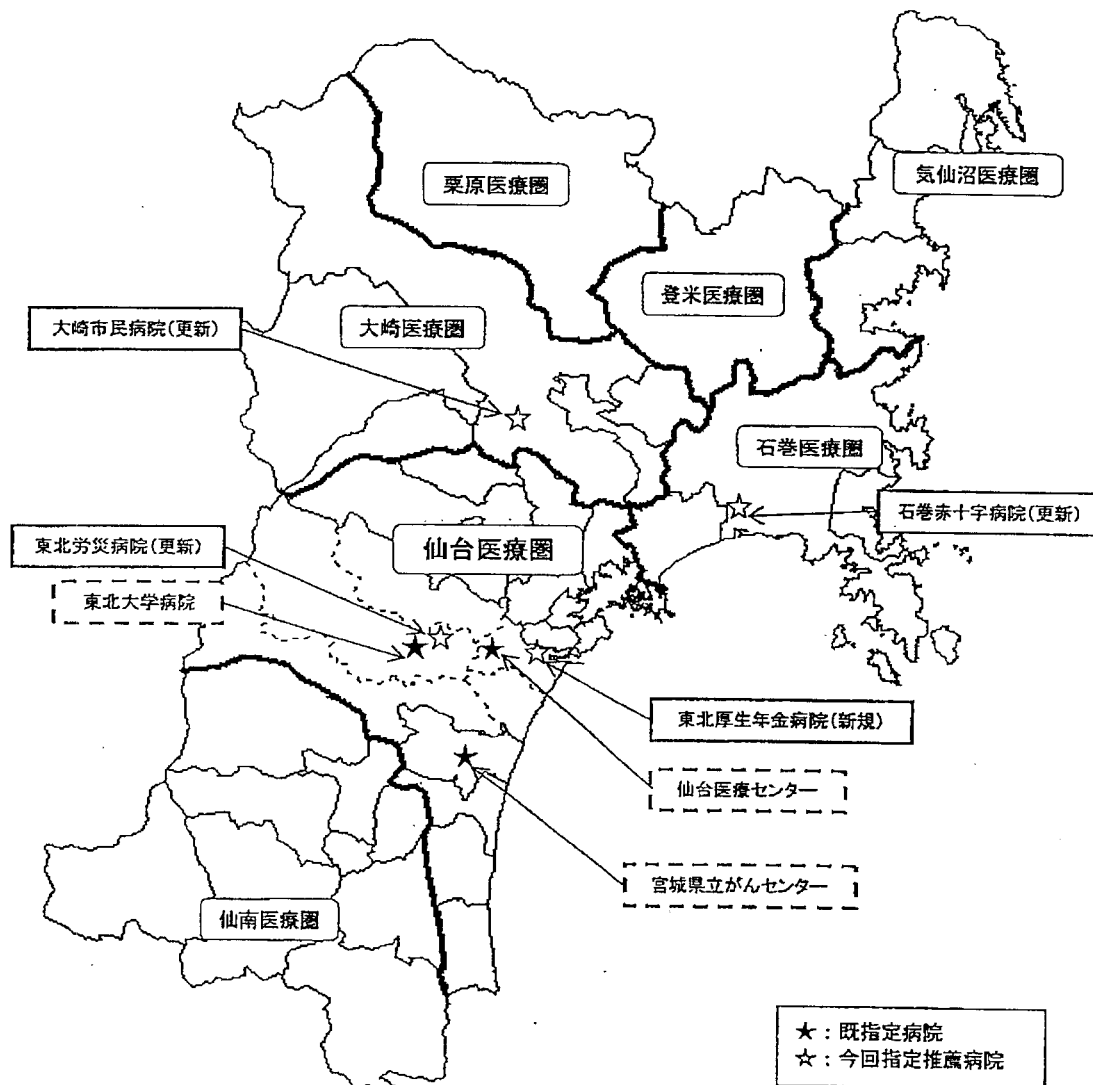 栗原医療圏
気仙沼医療圏
登米医療圏
大崎市民病院(更新)
大崎医療圏
石巻医療圏
石巻赤十字病院(更新)
東北労災病院(更新)
仙台医療圏
東北大学病院
東北厚生年金病院(新規)
仙台医療センター
宮城県立がんセンター
仙南医療圏
★:既指定病院
☆:今回指定推薦病院